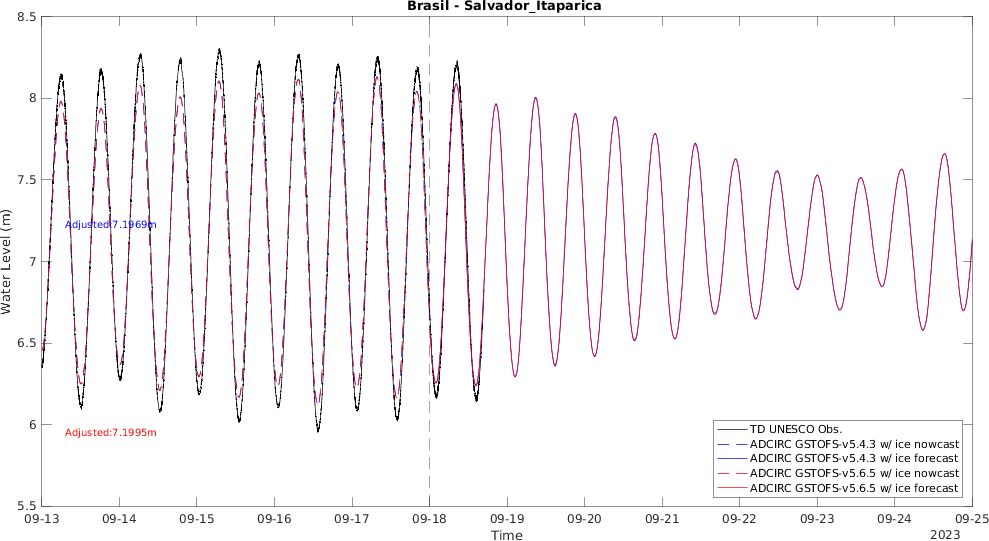 Brasil - Salvador_Itaparica
8.5
8
7.5
7
6.5
6
5.5
Water Level (m)
Adjusted:7.1969m
Adjusted:7.1995m
TD UNESCO Obs.
ADCIRC GSTOFS-v5.4.3 w/ ice nowcast
ADCIRC GSTOFS-v5.4.3 w/ ice forecast
ADCIRC GSTOFS-v5.6.5 w/ ice nowcast
ADCIRC GSTOFS-v5.6.5 w/ ice forecast
09-13 09-14 09-15 09-16 09-17 09-18 09-19 09-20 09-21 09-22 09-23 09-24 09-25
Time
2023